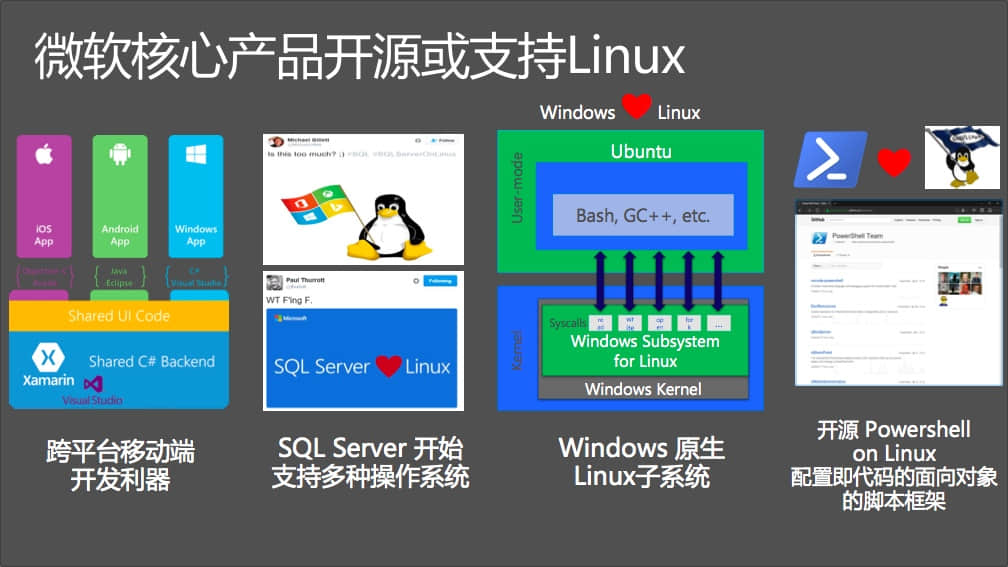 微软核心产品开源或支持Linux
iOS
App
Android
App
Windows
App
{ Objective-C
Xcode }
{ Java
Eclipse }
{ C#
Visual Studio }
Shared UI Code
Shared C# Backend
Xamarin
Visual Studio
跨平台移动端
开发利器
Michael Gillett
Follow
Is this too much? ;) #SQL #SQLServerOnLinux
Paul Thurrott
Following
WT F'ing F.
Microsoft
SQL Server Linux
SQL Server 开始
支持多种操作系统
Windows Linux
User-mode
Ubuntu
Bash, GC++, etc.
Kernel
Syscalls
re
ad
wr
ite
op
en
for
k
...
Windows Subsystem
for Linux
Windows Kernel
Windows 原生
Linux子系统
GitHub
PowerShell Team
People
开源 Powershell
on Linux
配置即代码的面向对象
的脚本框架